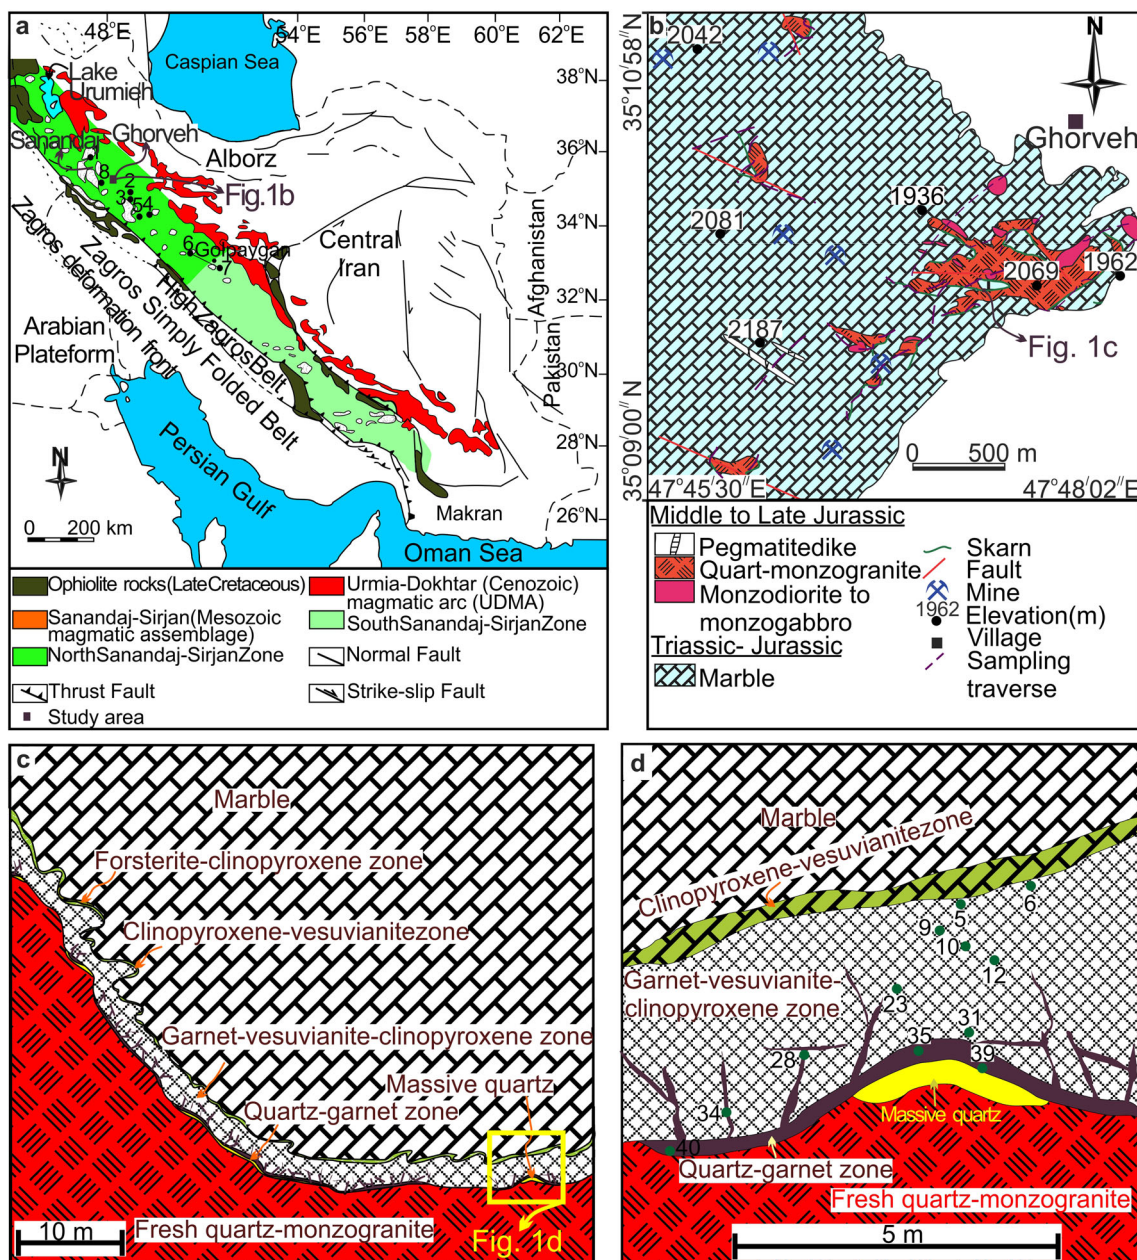 a
48°E
54°E
56°E
58°E
60°E
62°E
Caspian Sea
38°N
Lake
Urumieh
Ghorveh
Sanandaj
36°N
Alborz
8
2
Fig.1b
3
54
34°N
6
Golpaygan
7
Central
Iran
Afghanistan
32°N
Zagros deformation front
Zagros Simply Folded Belt
HighZagrosBelt
Arabian
Plateform
30°N
Pakistan
28°N
Persian Gulf
N
Makran
26°N
0 200 km
Oman Sea
Ophiolite rocks(LateCretaceous)
Sanandaj-Sirjan(Mesozoic
magmatic assemblage)
NorthSanandaj-SirjanZone
Thrust Fault
Study area
Urmia-Dokhtar (Cenozoic)
magmatic arc (UDMA)
SouthSanandaj-SirjanZone
Normal Fault
Strike-slip Fault
b
35°10'58''N
2042
N
Ghorveh
1936
2081
1962
2069
2187
Fig. 1c
0 500 m
35°09'00''N
47°45'30''E
47°48'02''E
Middle to Late Jurassic
Pegmatitedike
Quart-monzogranite
Monzodiorite to
monzogabbro
Triassic- Jurassic
Marble
Skarn
Fault
Mine
1962
Elevation(m)
Village
Sampling
traverse
c
Marble
Forsterite-clinopyroxene zone
Clinopyroxene-vesuvianitezone
Garnet-vesuvianite-clinopyroxene zone
Massive quartz
Quartz-garnet zone
10 m
Fresh quartz-monzogranite
Fig. 1d
d
Marble
Clinopyroxene-vesuvianitezone
6
5
9
10
12
Garnet-vesuvianite-
clinopyroxene zone
23
31
35
28
39
34
Massive quartz
40
Quartz-garnet zone
Fresh quartz-monzogranite
5 m